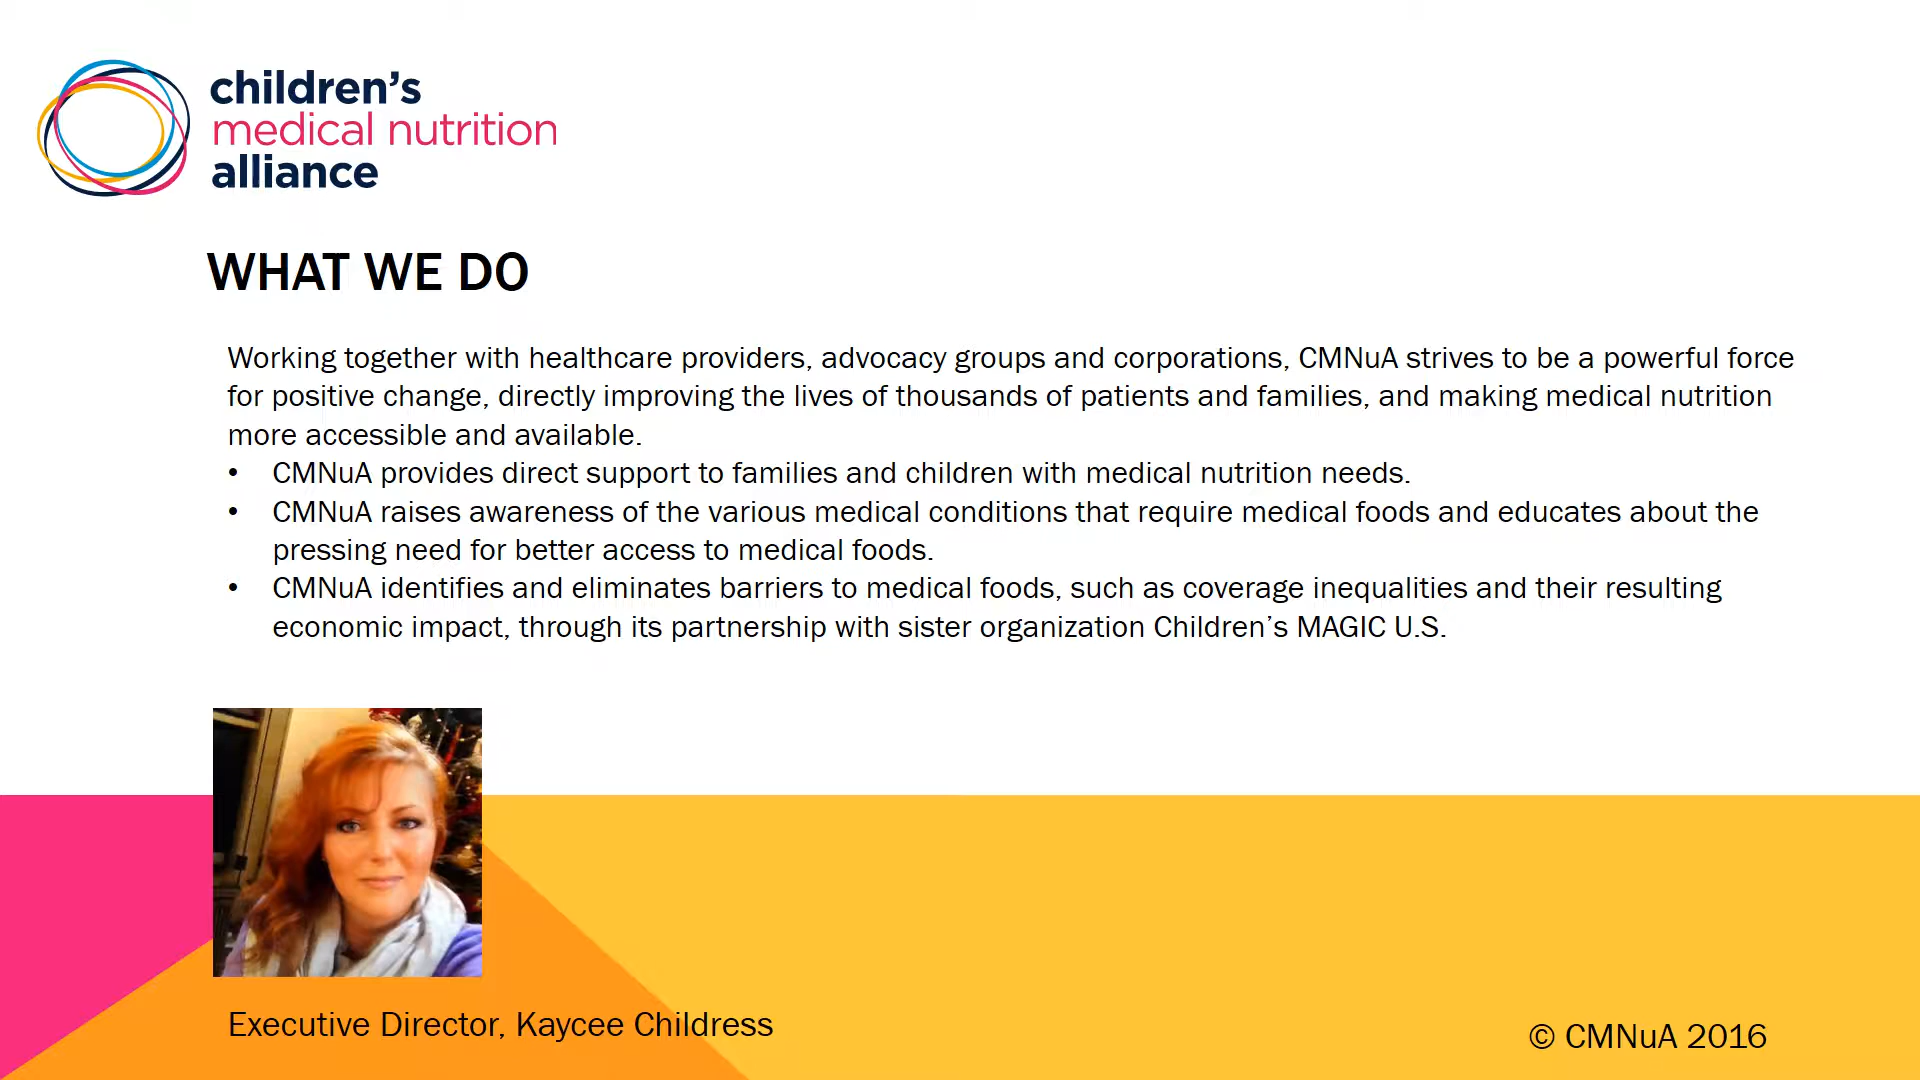 children's
medical nutrition
alliance
WHAT WE DO
Working together with healthcare providers, advocacy groups and corporations, CMNuA strives to be a powerful force
for positive change, directly improving the lives of thousands of patients and families, and making medical nutrition
more accessible and available.
• CMNuA provides direct support to families and children with medical nutrition needs.
• CMNuA raises awareness of the various medical conditions that require medical foods and educates about the
pressing need for better access to medical foods.
• CMNuA identifies and eliminates barriers to medical foods, such as coverage inequalities and their resulting
economic impact, through its partnership with sister organization Children’s MAGIC U.S.
Executive Director, Kaycee Childress
© CMNuA 2016